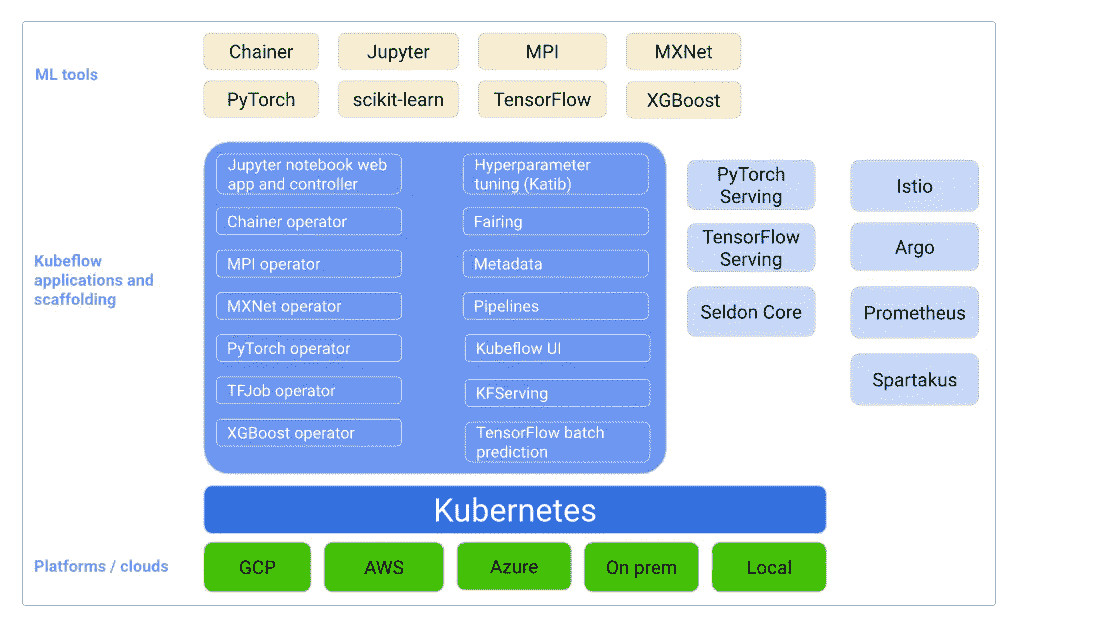 ML tools
Chainer
Jupyter
MPI
MXNet
PyTorch
scikit-learn
TensorFlow
XGBoost
Kubeflow
applications and
scaffolding
Jupyter notebook web
app and controller
Chainer operator
MPI operator
MXNet operator
PyTorch operator
TFJob operator
XGBoost operator
Hyperparameter
tuning (Katib)
Fairing
Metadata
Pipelines
Kubeflow UI
KFServing
TensorFlow batch
prediction
PyTorch
Serving
TensorFlow
Serving
Seldon Core
Istio
Argo
Prometheus
Spartakus
Kubernetes
Platforms / clouds
GCP
AWS
Azure
On prem
Local